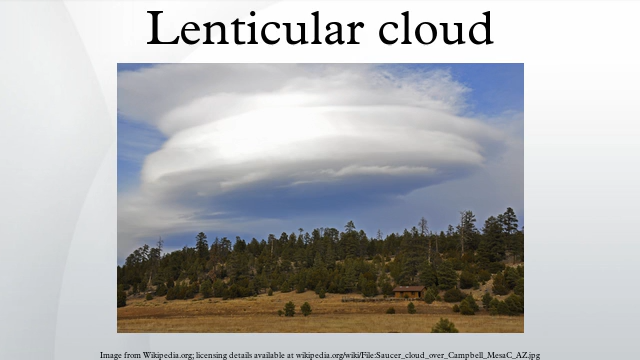 Lenticular cloud
Image from Wikipedia.org; licensing details available at wikipedia.org/wiki/File:Saucer_cloud_over_Campbell_MesaC_AZ.jpg